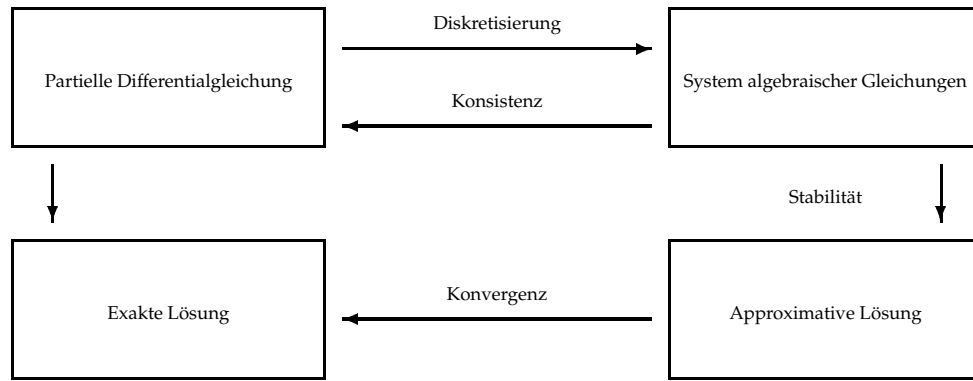 Diskretisierung
Partielle Differentialgleichung
System algebraischer Gleichungen
Konsistenz
Stabilität
Konvergenz
Exakte Lösung
Approximative Lösung